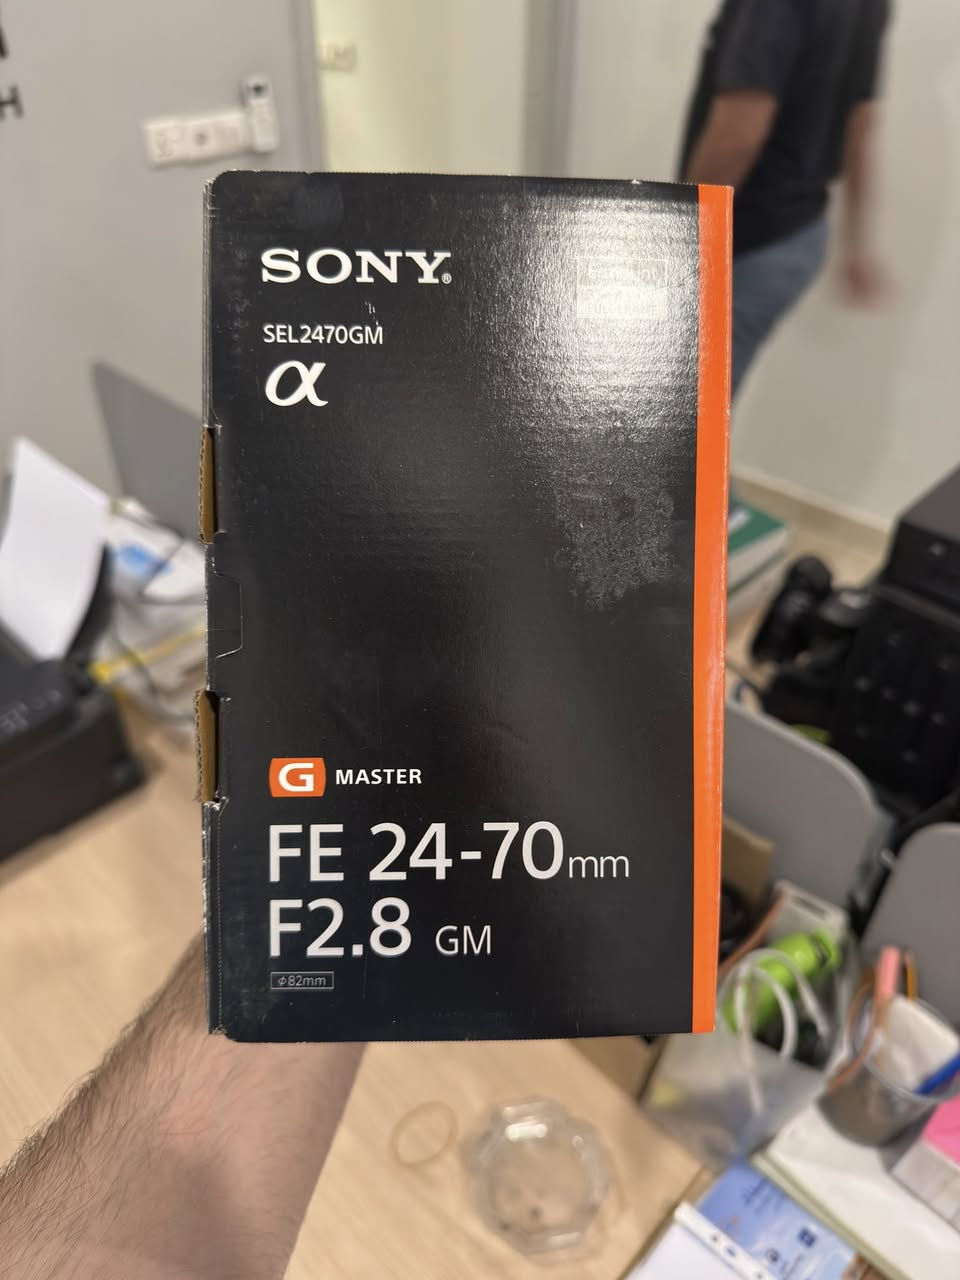 SONY®
SEL2470GM
α
G MASTER
FE 24-70mm
F2.8 GM
ϕ82mm